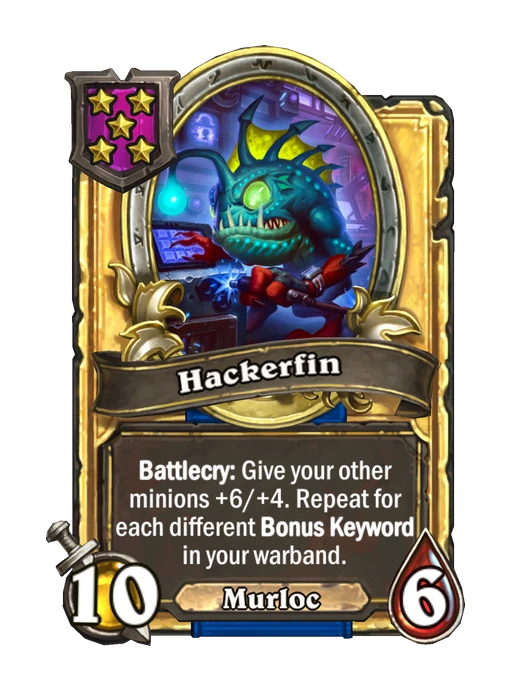 Hackerfin
Battlecry: Give your other
minions +6/+4. Repeat for
each different Bonus Keyword
in your warband.
10
Murloc
6